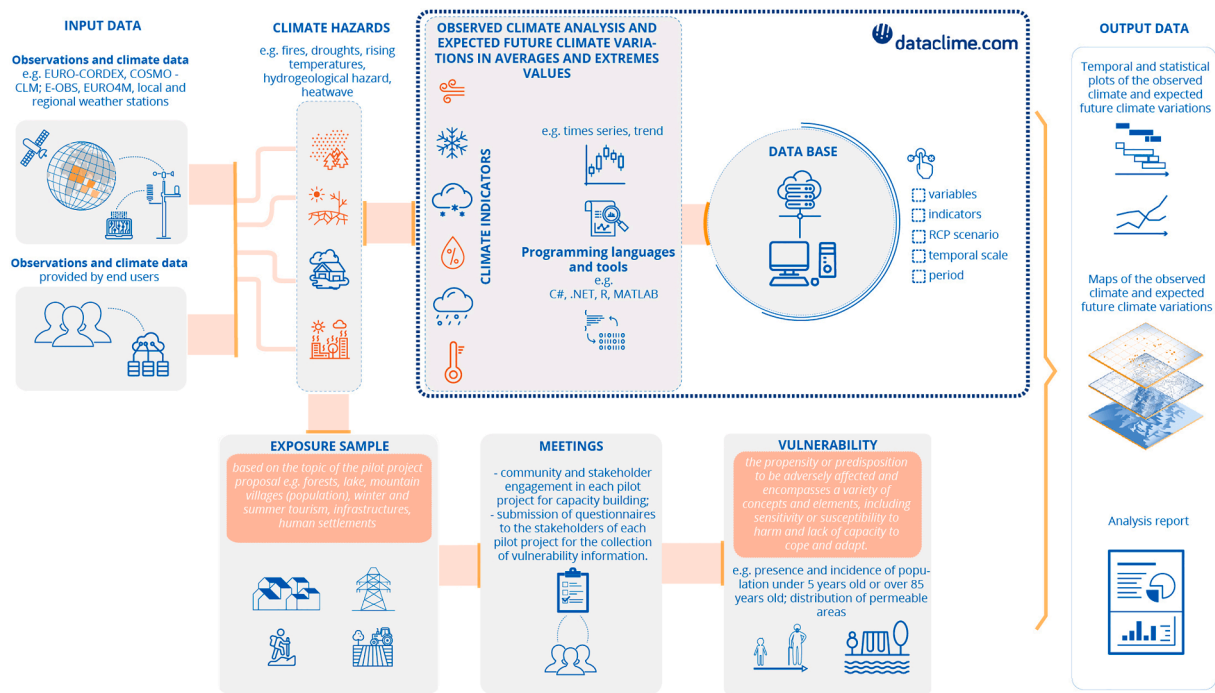 INPUT DATA
Observations and climate data
e.g. EURO-CORDEX, COSMO -
CLM; E-OBS, EURO4M, local and
regional weather stations
Observations and climate data
provided by end users
CLIMATE HAZARDS
e.g. fires, droughts, rising
temperatures,
hydrogeological hazard,
heatwave
OBSERVED CLIMATE ANALYSIS AND
EXPECTED FUTURE CLIMATE VARIA-
TIONS IN AVERAGES AND EXTREMES
VALUES
CLIMATE INDICATORS
e.g. times series, trend
%
Programming languages
and tools
e.g.
C#, .NET, R, MATLAB
dataclime.com
DATA BASE
variables
indicators
RCP scenario
temporal scale
period
EXPOSURE SAMPLE
based on the topic of the pilot project
proposal e.g. forests, lake, mountain
villages (population), winter and
summer tourism, infrastructures,
human settlements
MEETINGS
- community and stakeholder
engagement in each pilot
project for capacity building;
- submission of questionnaires
to the stakeholders of each
pilot project for the collection
of vulnerability information.
VULNERABILITY
the propensity or predisposition
to be adversely affected and
encompasses a variety of
concepts and elements, including
sensitivity or susceptibility to
harm and lack of capacity to
cope and adapt.
e.g. presence and incidence of popu-
lation under 5 years old or over 85
years old; distribution of permeable
areas
OUTPUT DATA
Temporal and statistical
plots of the observed
climate and expected
future climate variations
Maps of the observed
climate and expected
future climate variations
Analysis report